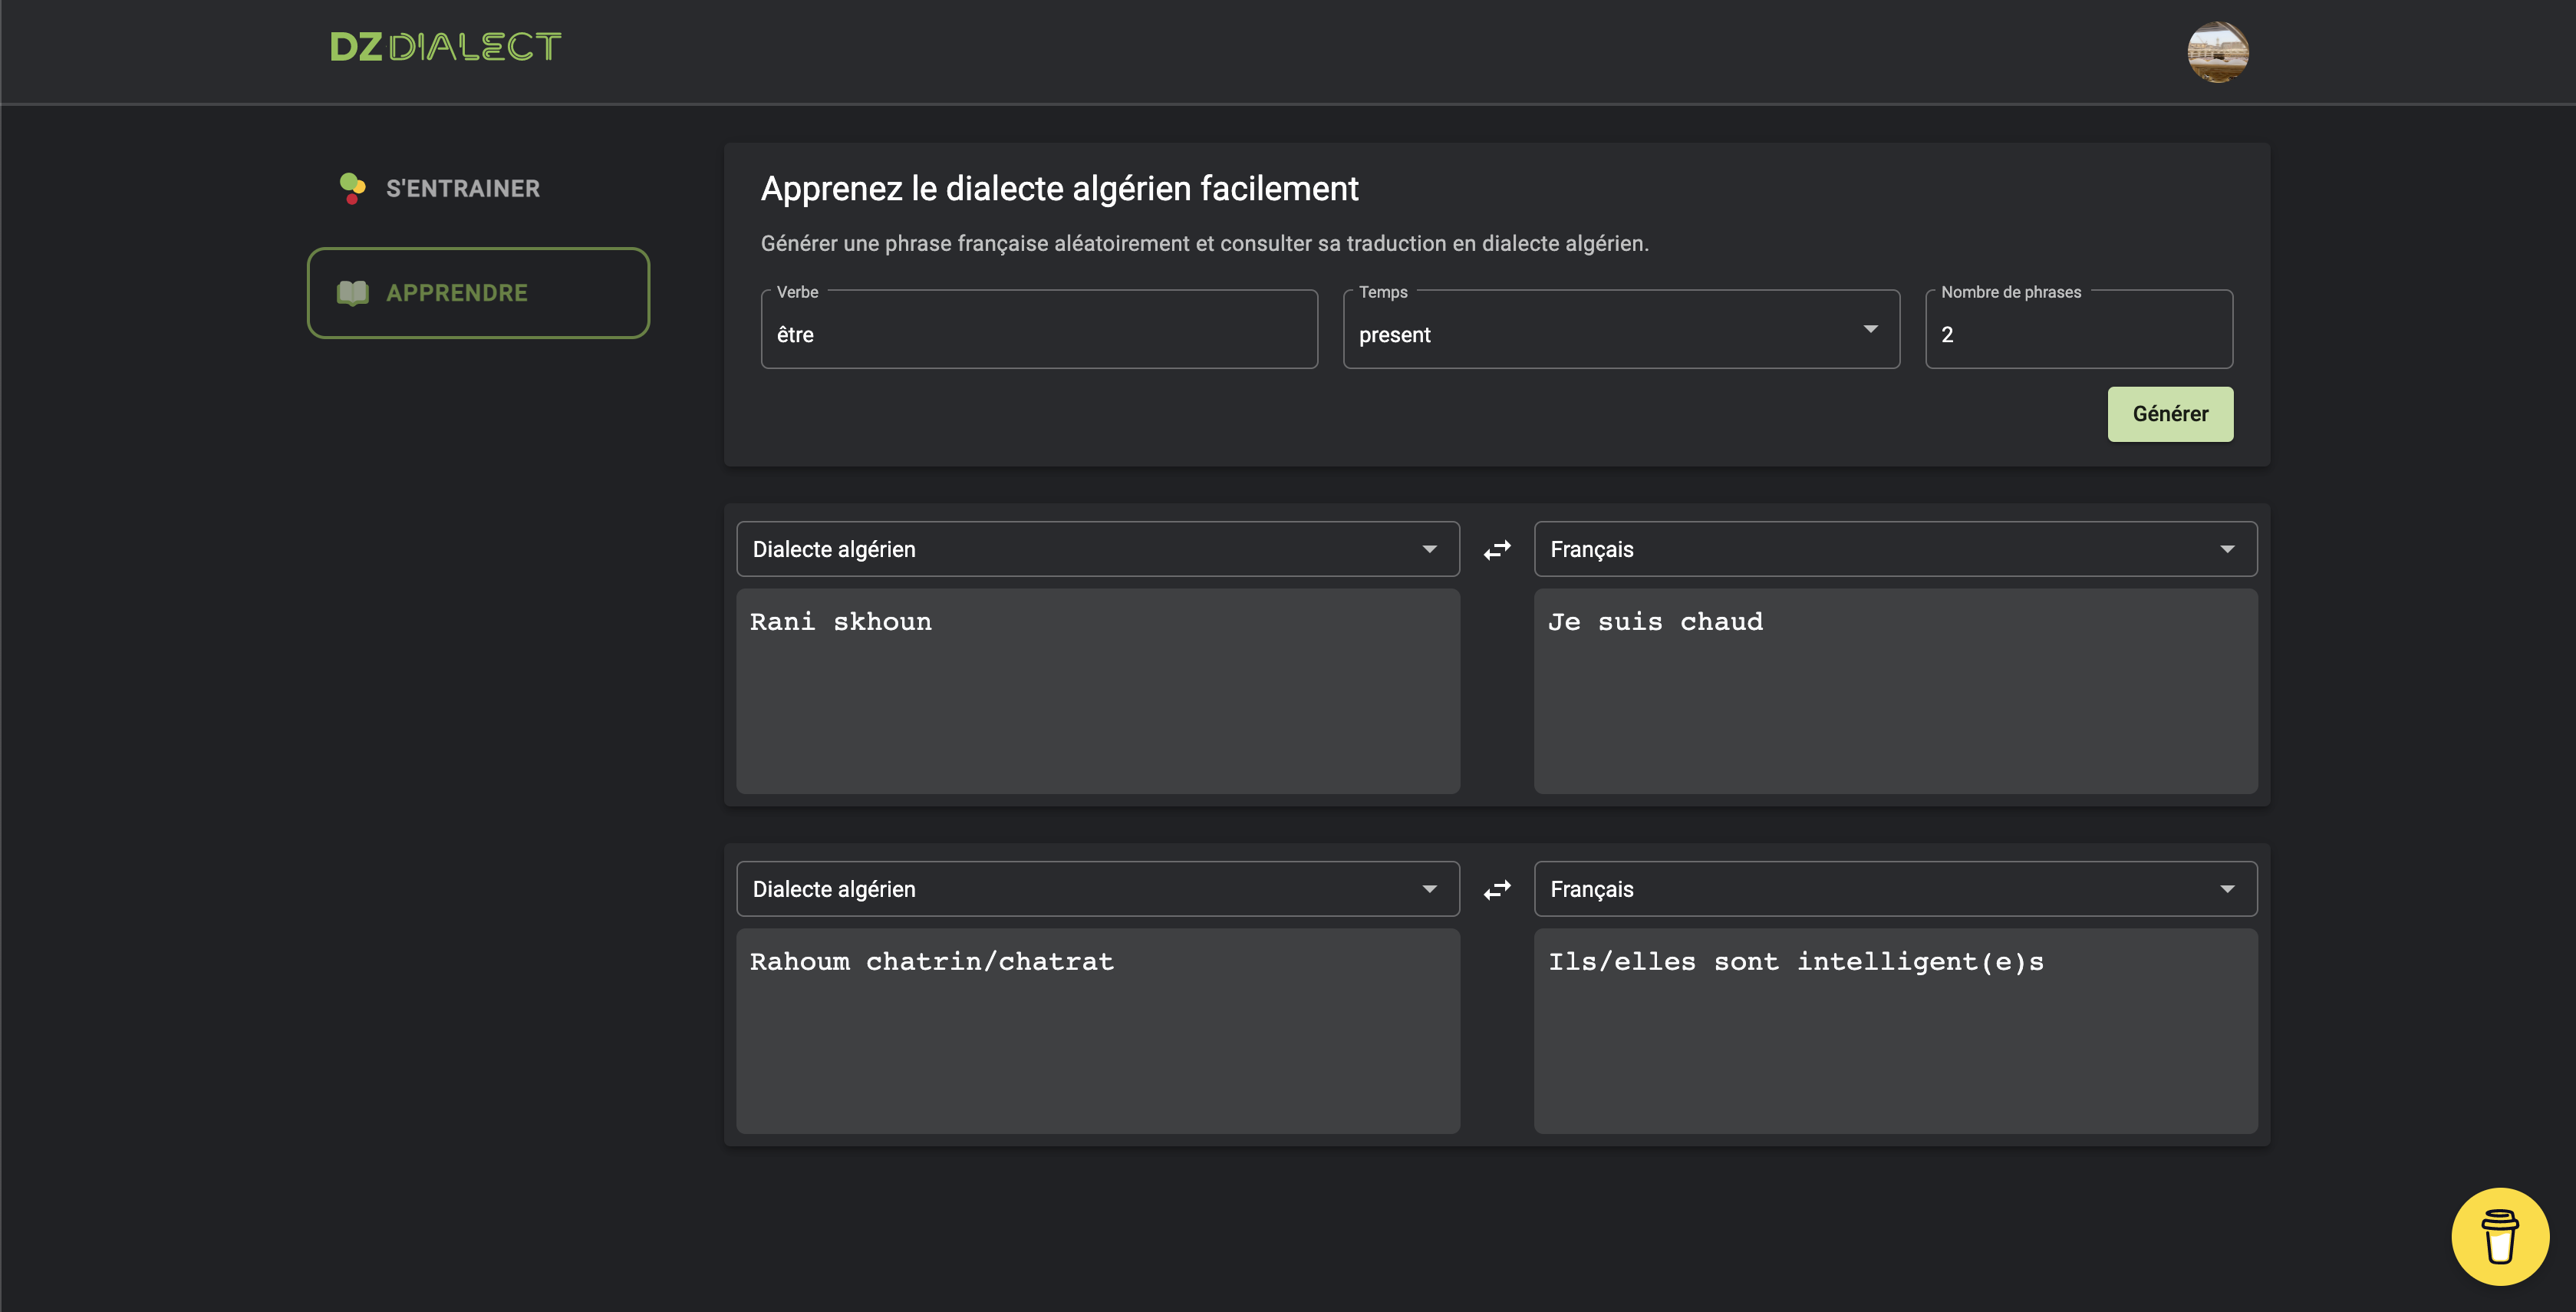 DZDIALECT
S'ENTRAINER
APPRENDRE
Apprenez le dialecte algérien facilement
Générer une phrase française aléatoirement et consulter sa traduction en dialecte algérien.
Verbe
être
Temps
present
Nombre de phrases
2
Générer
Dialecte algérien
Français
Rani skhoun
Je suis chaud
Dialecte algérien
Français
Rahoum chatrin/chatrat
Ils/elles sont intelligent(e)s